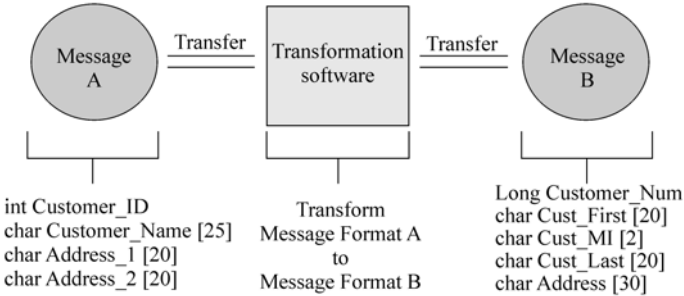 Message
A
Transfer
Transformation
software
Transfer
Message
B
int Customer_ID
char Customer_Name [25]
char Address_1 [20]
char Address_2 [20]
Transform
Message Format A
to
Message Format B
Long Customer_Num
char Cust_First [20]
char Cust_MI [2]
char Cust_Last [20]
char Address [30]